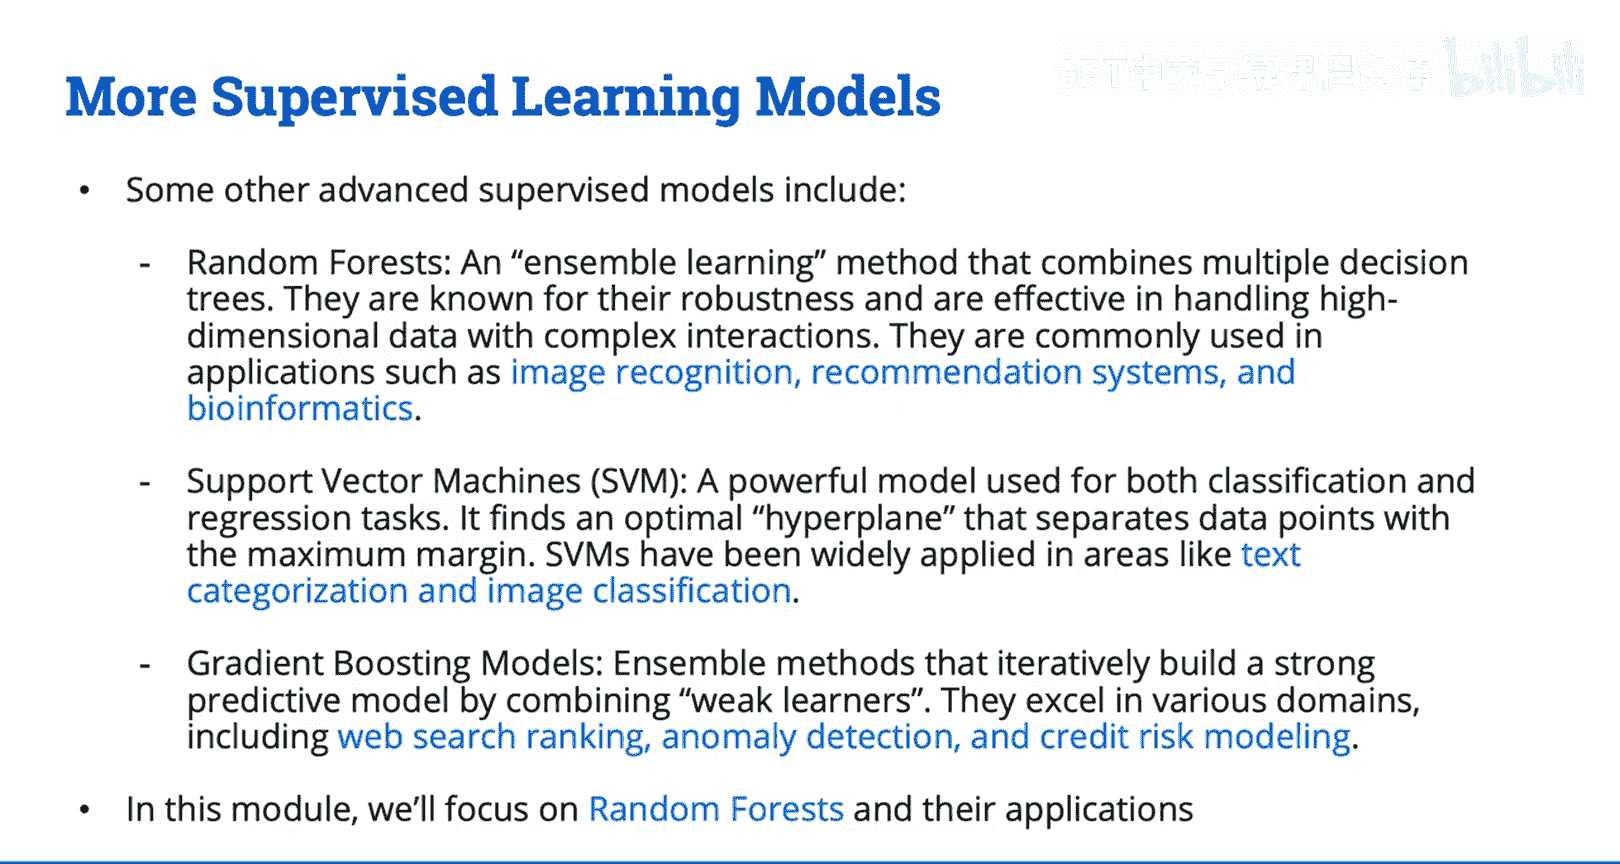 More Supervised Learning Models
bilibili
• Some other advanced supervised models include:
- Random Forests: An “ensemble learning” method that combines multiple decision
trees. They are known for their robustness and are effective in handling high-
dimensional data with complex interactions. They are commonly used in
applications such as image recognition, recommendation systems, and
bioinformatics.
- Support Vector Machines (SVM): A powerful model used for both classification and
regression tasks. It finds an optimal “hyperplane” that separates data points with
the maximum margin. SVMs have been widely applied in areas like text
categorization and image classification.
- Gradient Boosting Models: Ensemble methods that iteratively build a strong
predictive model by combining “weak learners”. They excel in various domains,
including web search ranking, anomaly detection, and credit risk modeling.
• In this module, we’ll focus on Random Forests and their applications